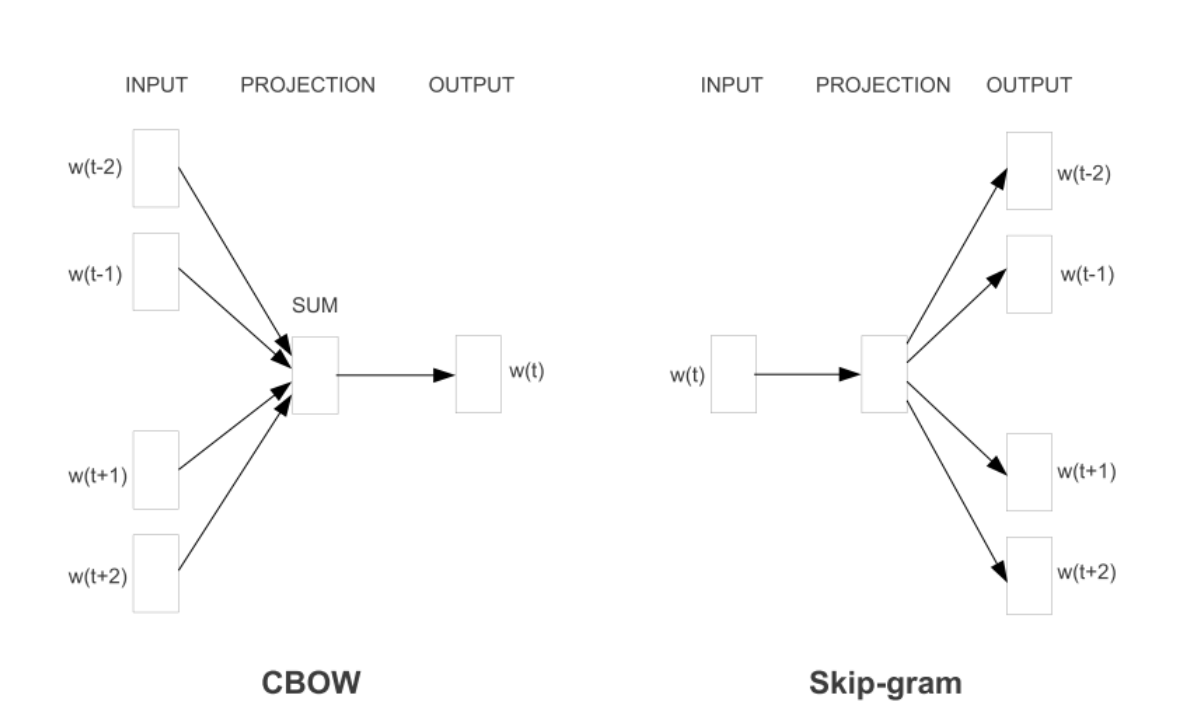 INPUT PROJECTION OUTPUT
w(t-2)
w(t-1)
SUM
w(t)
w(t+1)
w(t+2)
CBOW
INPUT PROJECTION OUTPUT
w(t-2)
w(t-1)
w(t)
w(t+1)
w(t+2)
Skip-gram